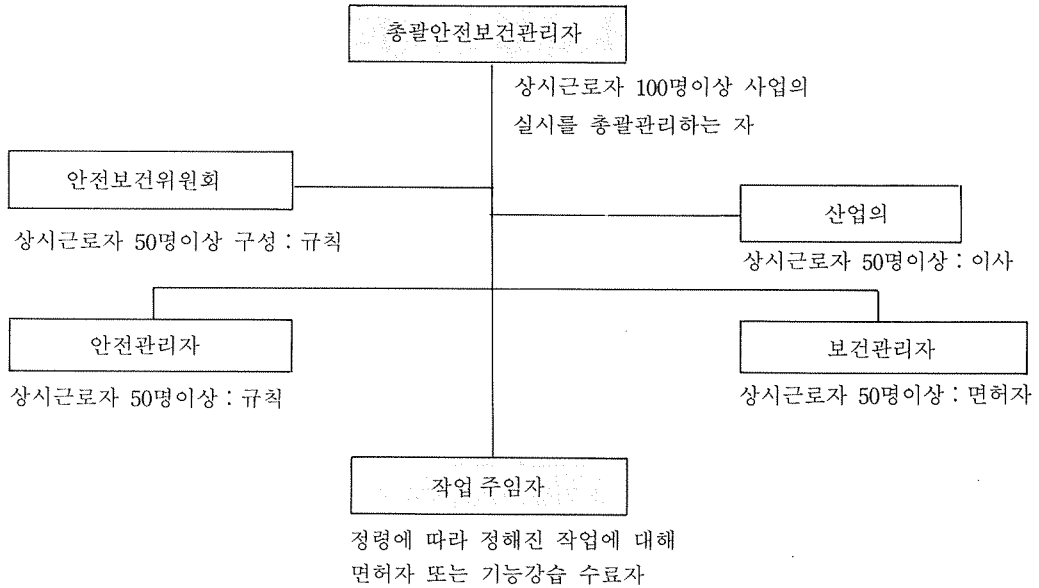 총괄안전보건관리자
상시근로자 100명이상 사업의
실시를 총괄관리하는 자
안전보건위원회
상시근로자 50명이상 구성 : 규칙
산업의
상시근로자 50명이상 : 이사
안전관리자
상시근로자 50명이상 : 규칙
보건관리자
상시근로자 50명이상 : 면허자
작업 주임자
정령에 따라 정해진 작업에 대해
면허자 또는 기능강습 수료자